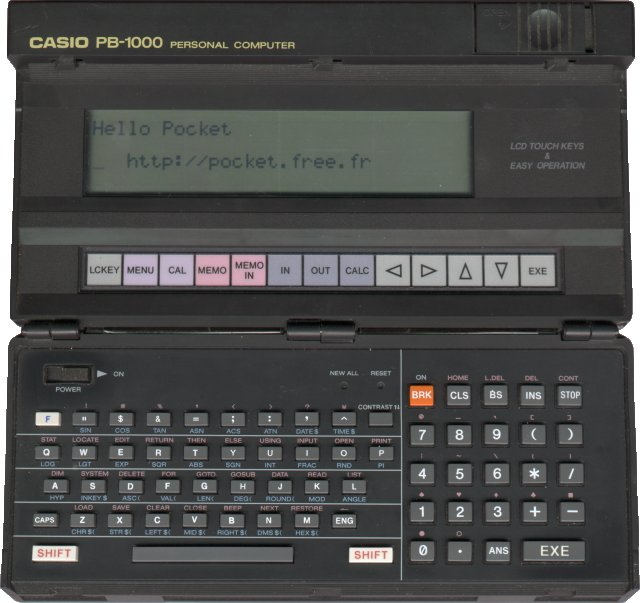 OPEN
CASIO PB-1000 PERSONAL COMPUTER
Hello Pocket
_ http://pocket.free.fr
LCD TOUCH KEYS
&
EASY OPERATION
LCKEY MENU CAL MEMO MEMO IN IN OUT CALC ◁ ▷ △ ▽ EXE
POWER ▶ ON
NEW ALL RESET
CONTRAST
ON HOME L.DEL DEL CONT
BRK CLS BS INS STOP
! # % ' < > ?
F " $ & = ; : , ^
SIN COS TAN ASN ACS ATN DATE$ TIME$
STAT LOCATE EDIT RETURN THEN ELSE USING INPUT OPEN PRINT
Q W E R T Y U I O P
LOG LGT EXP SQR ABS SGN INT FRAC RND PI
DIM SYSTEM DELETE FOR GOTO GOSUB DATA READ LIST
A S D F G H J K L
HYP INKEY$ ASC( VAL( LEN( DEG( ROUND( MOD ANGLE
LOAD SAVE CLEAR CLOSE BEEP NEXT RESTORE
CAPS Z X C V B N M ENG
CHR$( STR$( LEFT$( MID$( RIGHT$( DMS$( HEX$(
SHIFT SHIFT
7 8 9 ( )
4 5 6 * /
1 2 3 + −
0 . ANS EXE